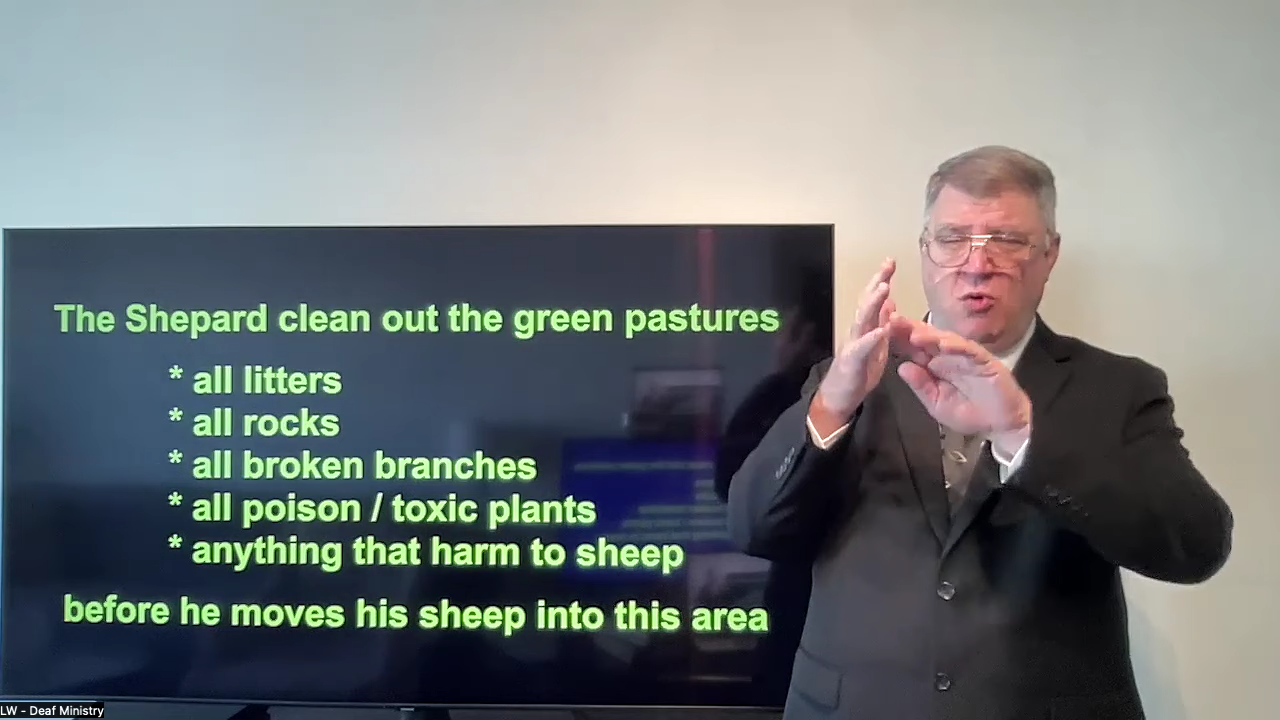 The Shepard clean out the green pastures
* all litters
* all rocks
* all broken branches
* all poison / toxic plants
* anything that harm to sheep
before he moves his sheep into this area
LW - Deaf Ministry